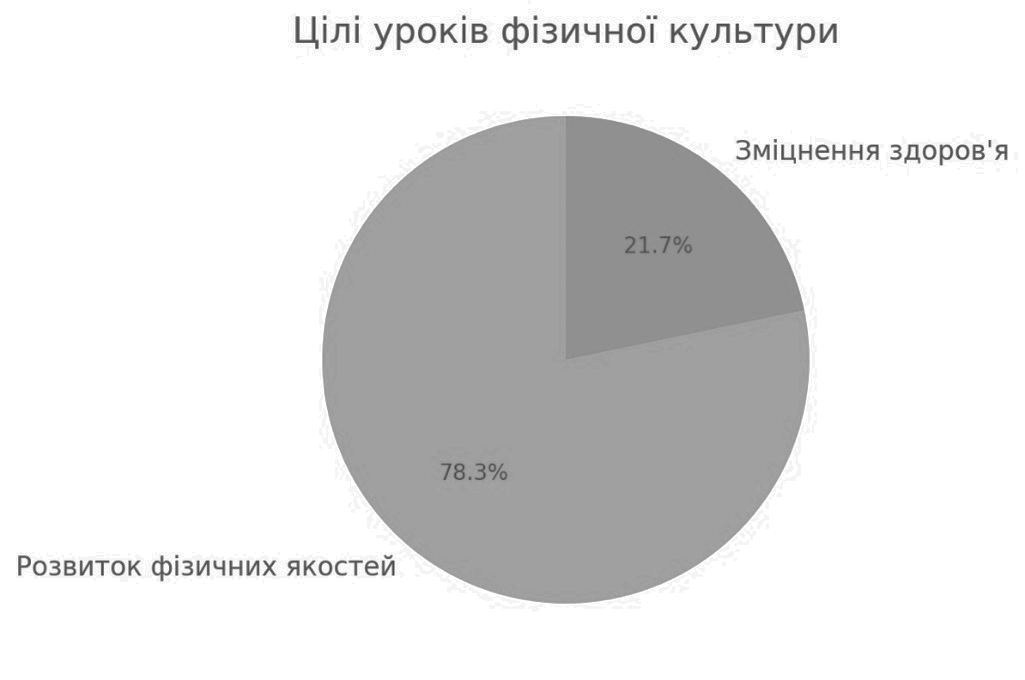 Цілі уроків фізичної культури
Зміцнення здоров'я
21.7%
78.3%
Розвиток фізичних якостей